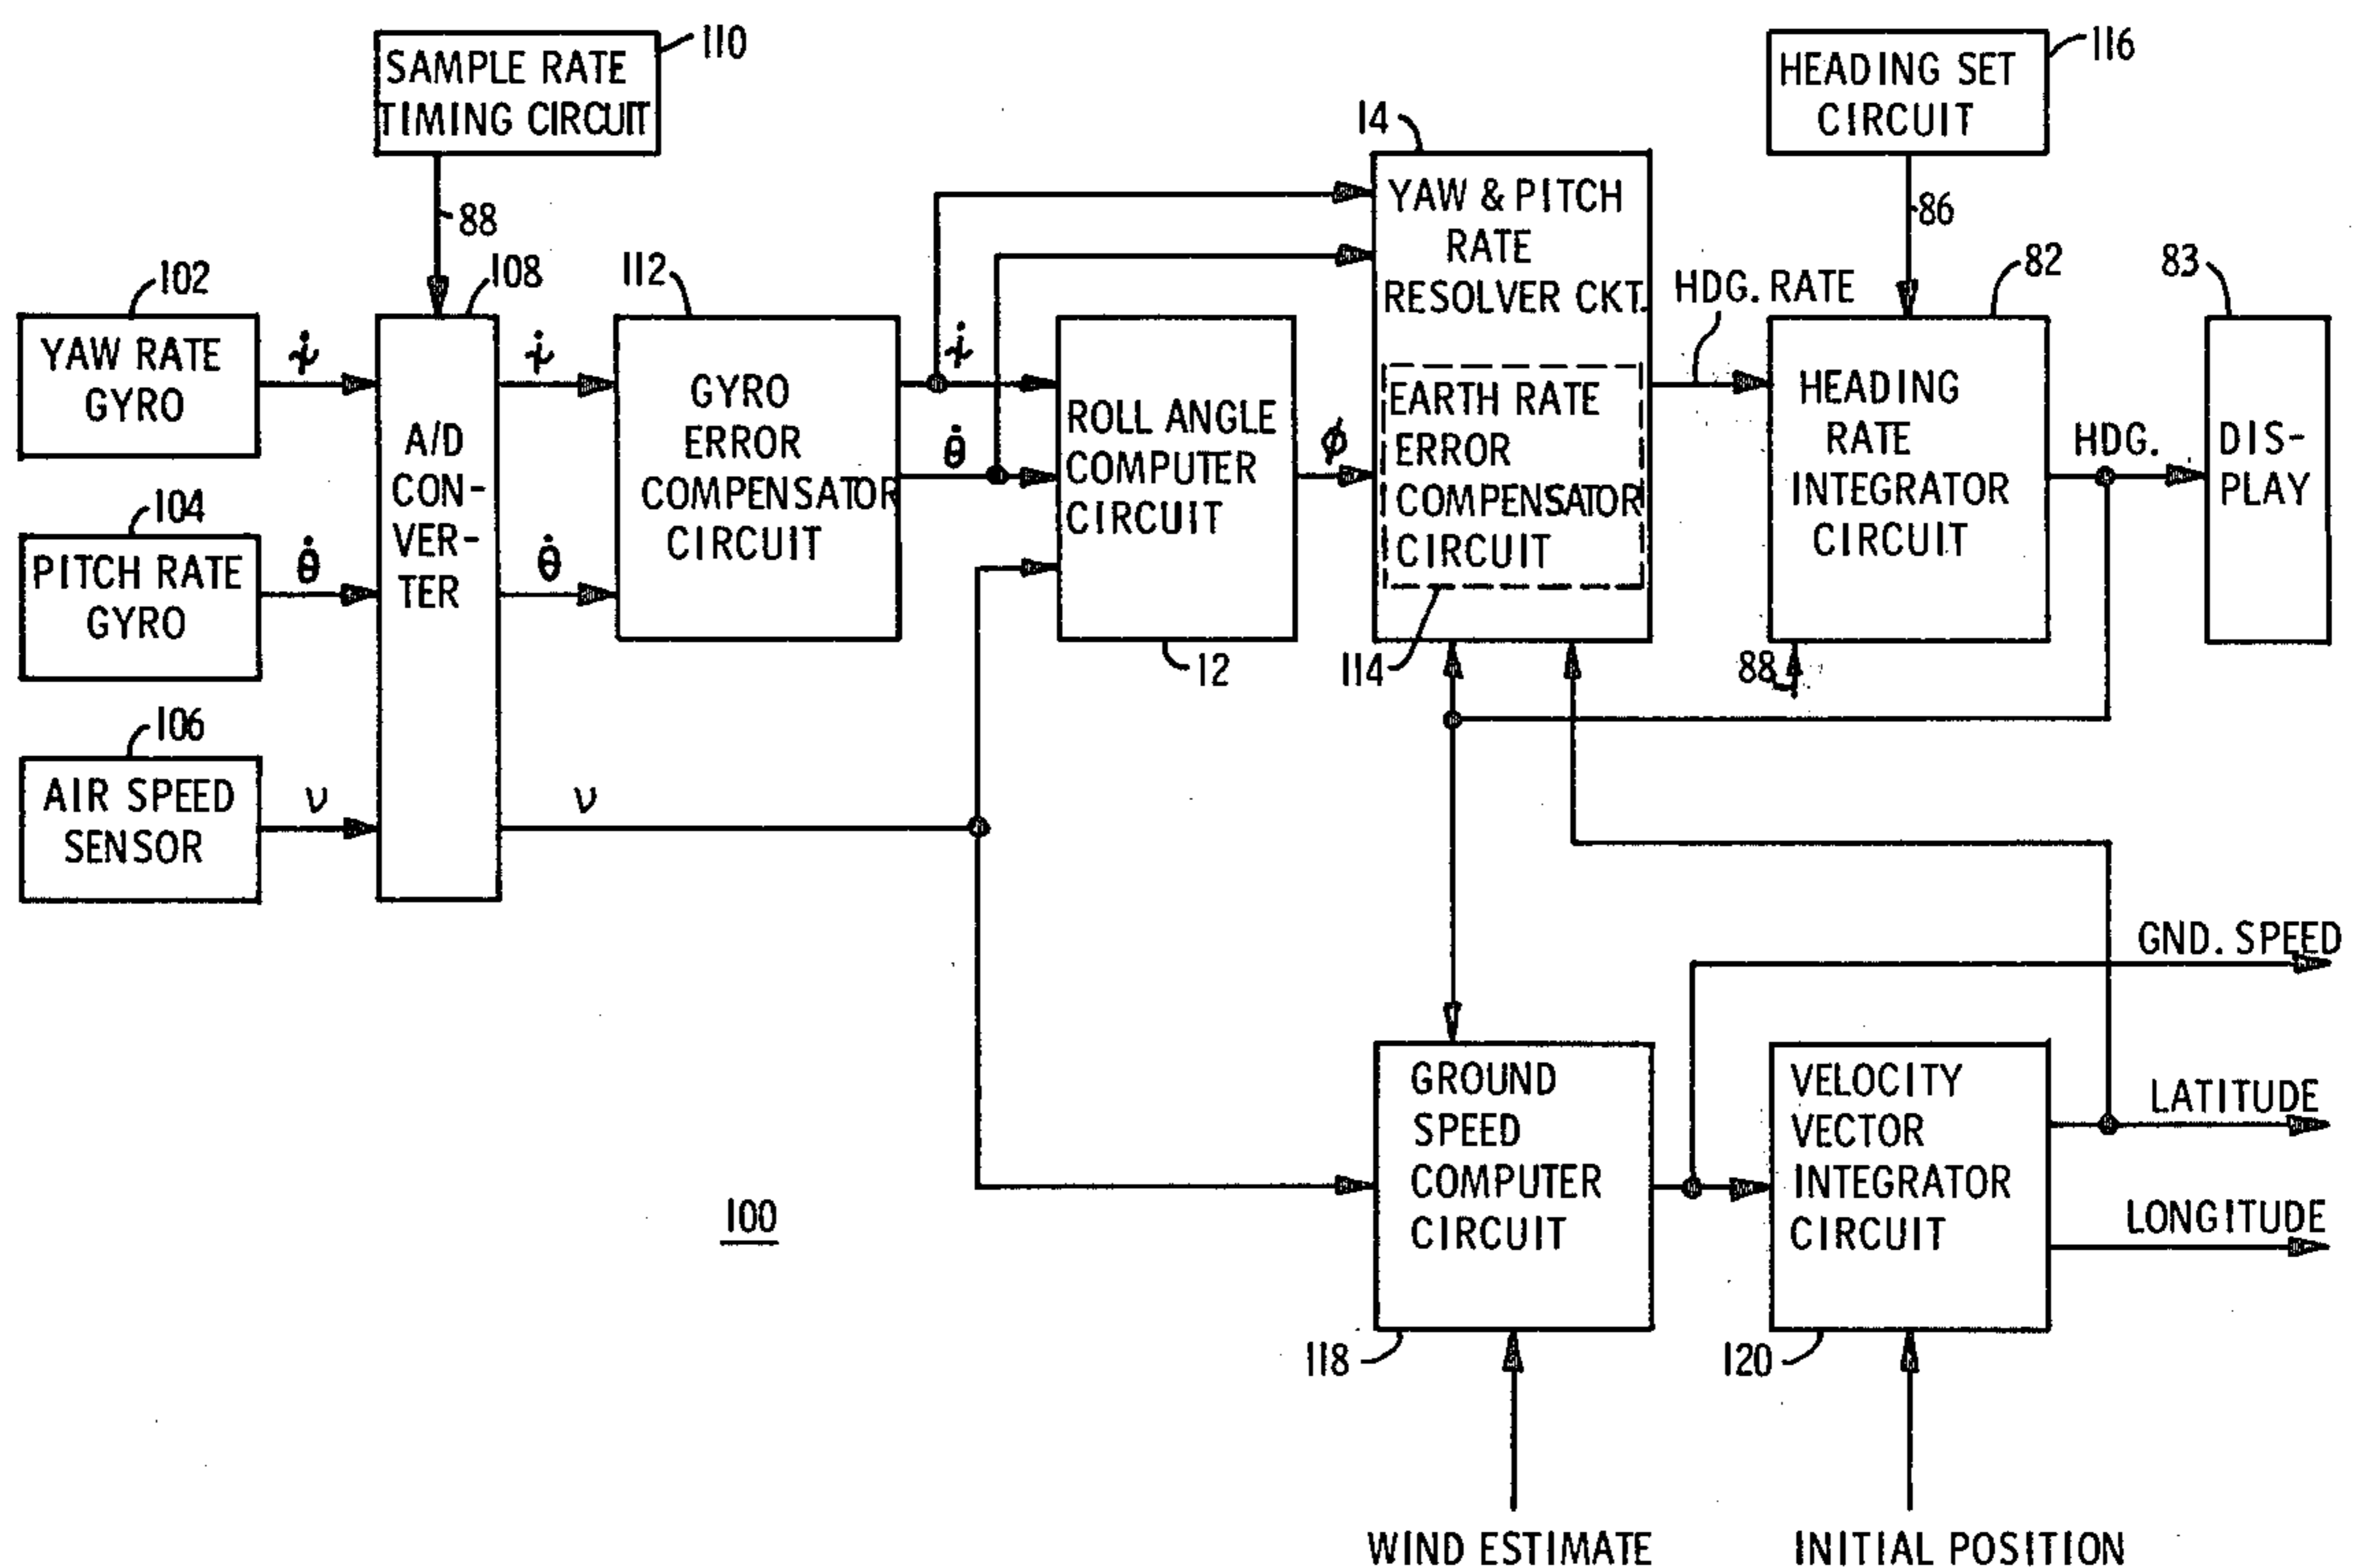 110
SAMPLE RATE
TIMING CIRCUIT
88
116
HEADING SET
CIRCUIT
86
14
YAW & PITCH
RATE
RESOLVER CKT.
EARTH RATE
ERROR
COMPENSATOR
CIRCUIT
114
102
YAW RATE
GYRO
104
PITCH RATE
GYRO
θ̇
106
AIR SPEED
SENSOR
ν
108
A/D
CON-
VER-
TER
θ̇
ν
112
GYRO
ERROR
COMPENSATOR
CIRCUIT
θ̇
ROLL ANGLE
COMPUTER
CIRCUIT
12
φ
HDG. RATE
82
HEADING
RATE
INTEGRATOR
CIRCUIT
88
HDG.
83
DIS-
PLAY
GND. SPEED
GROUND
SPEED
COMPUTER
CIRCUIT
118
VELOCITY
VECTOR
INTEGRATOR
CIRCUIT
120
LATITUDE
LONGITUDE
100
WIND ESTIMATE
INITIAL POSITION